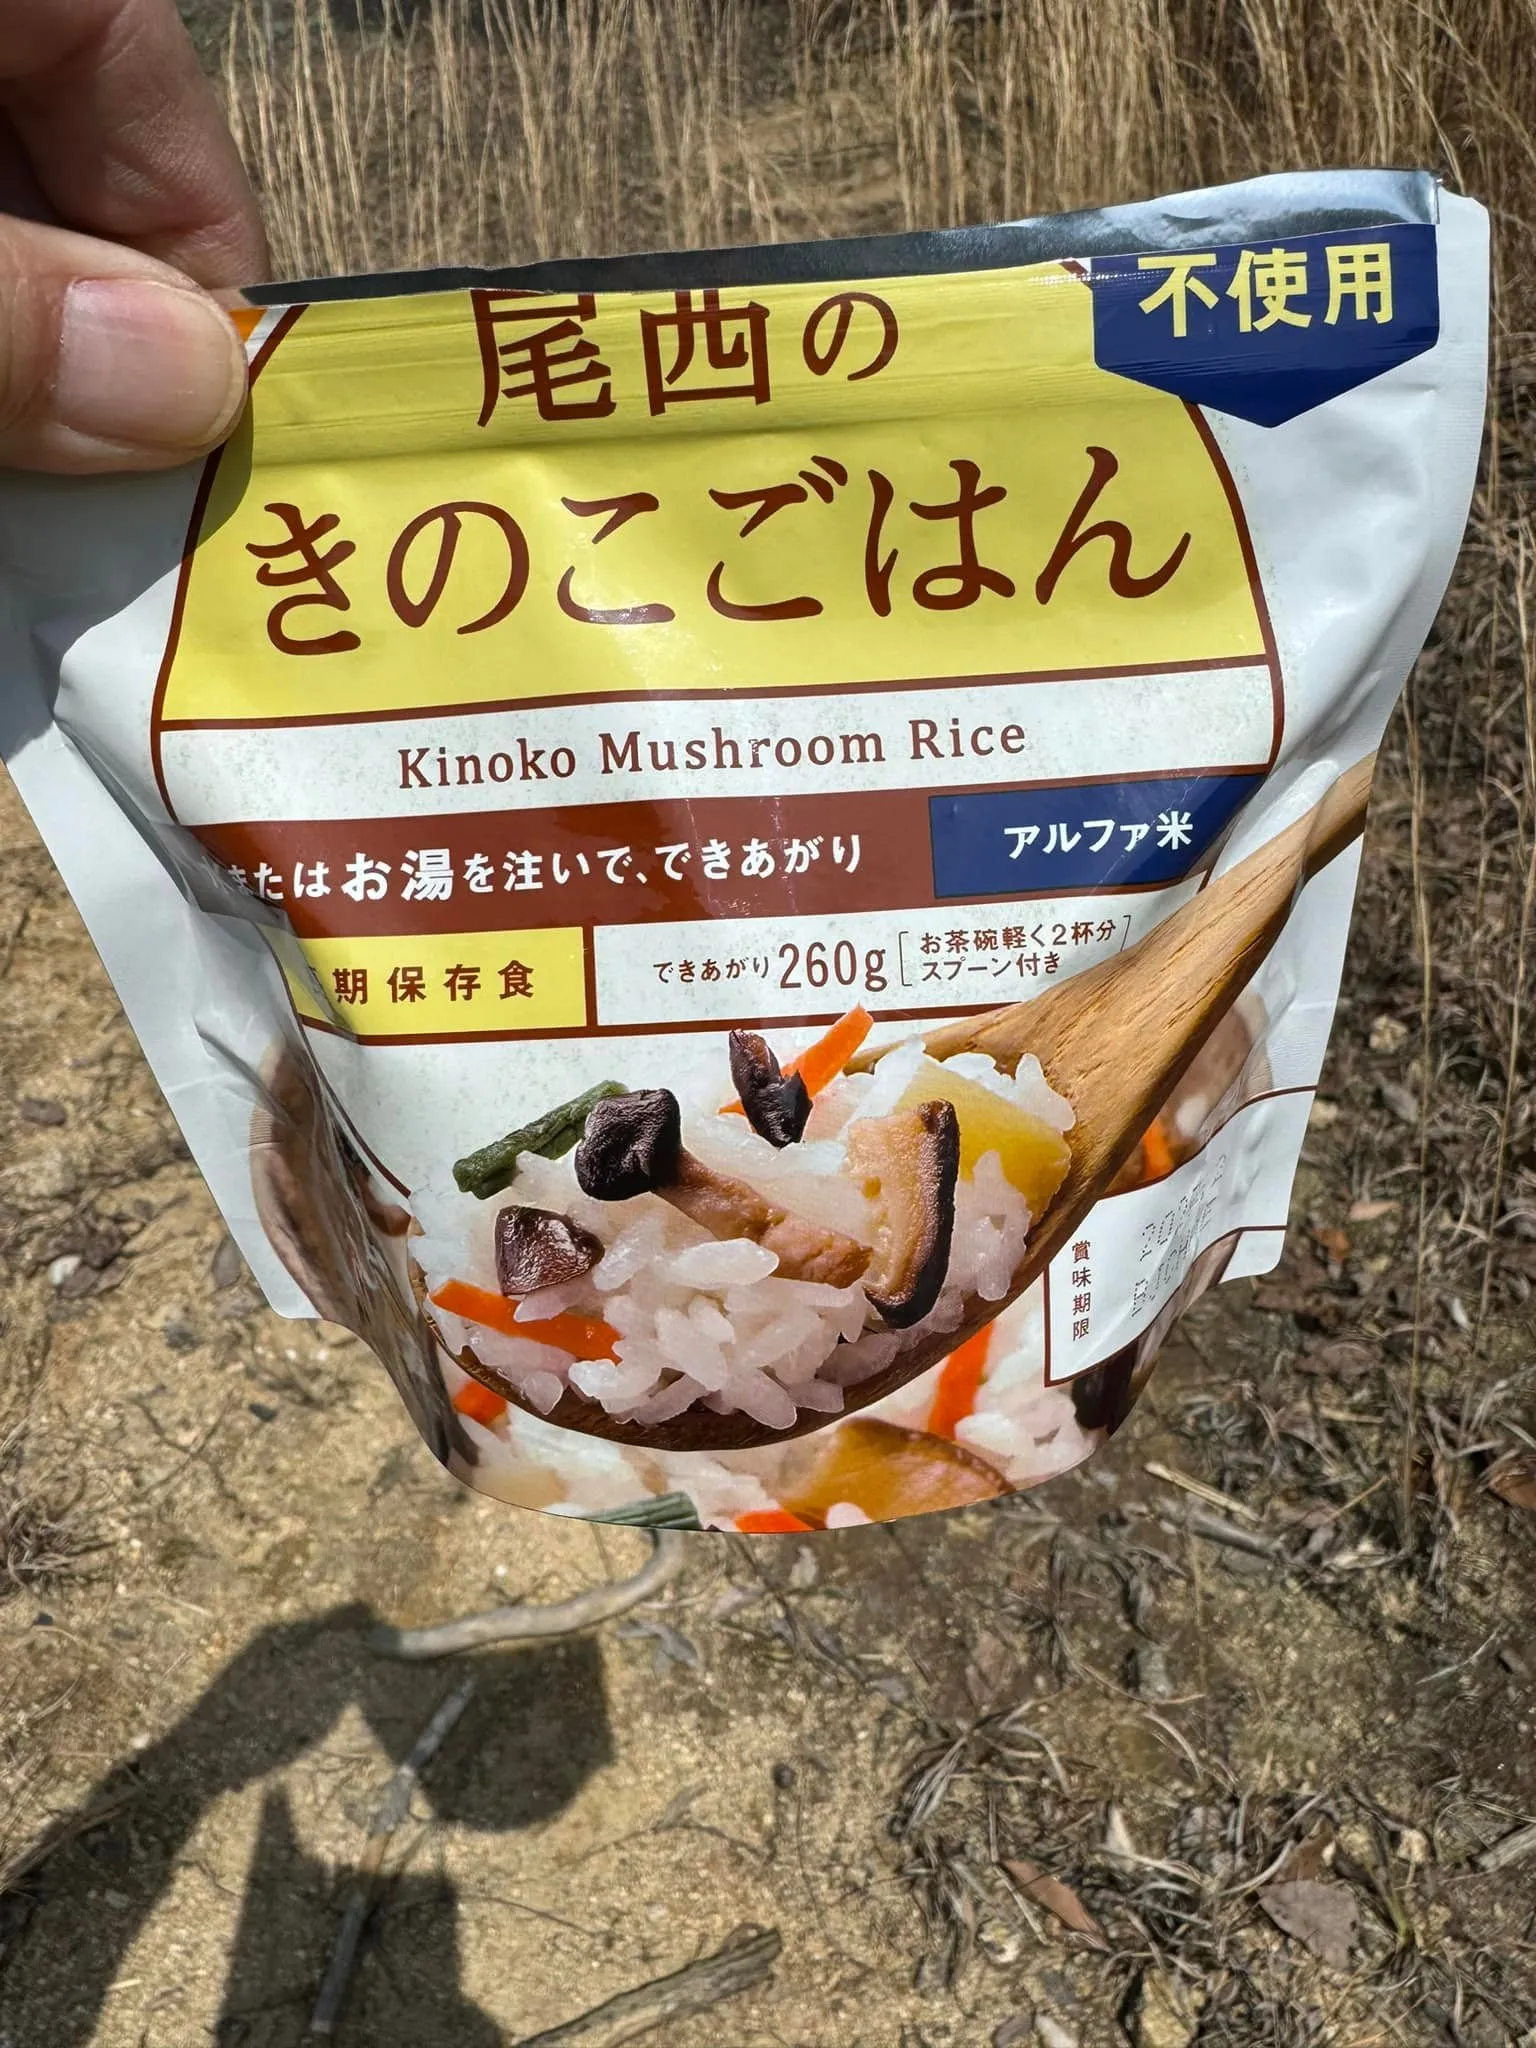 不使用
尾西の
きのこごはん
Kinoko Mushroom Rice
またはお湯を注いで、できあがり
アルファ米
期保存食
できあがり260g
お茶碗軽く2杯分
スプーン付き
賞味期限